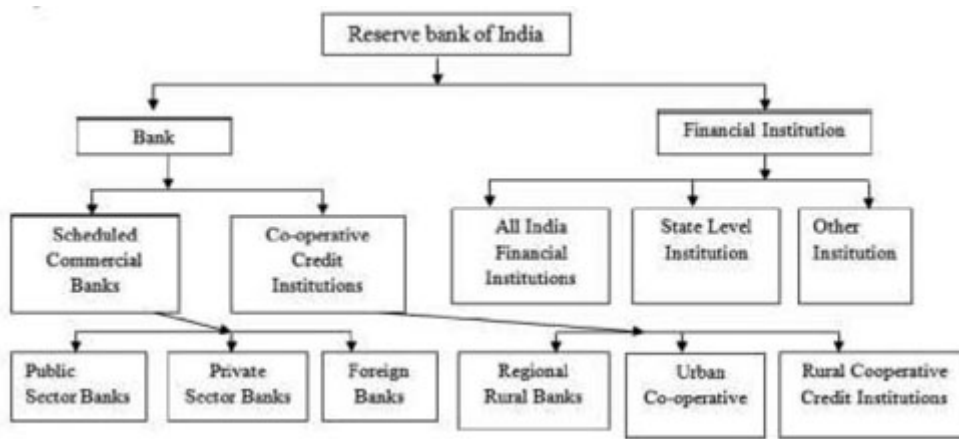 Reserve bank of India
Bank
Financial Institution
Scheduled
Commercial
Banks
Co-operative
Credit
Institutions
All India
Financial
Institutions
State Level
Institution
Other
Institution
Public
Sector Banks
Private
Sector Banks
Foreign
Banks
Regional
Rural Banks
Urban
Co-operative
Rural Cooperative
Credit Institutions